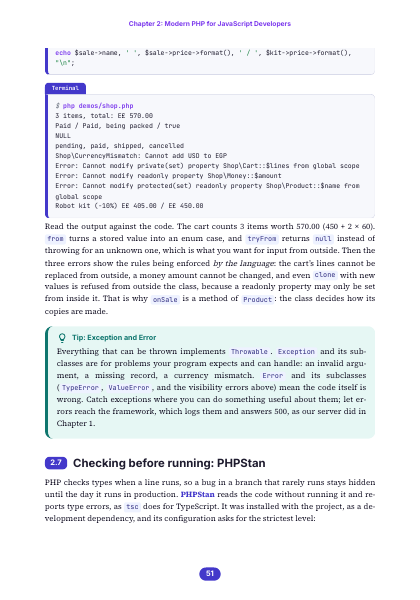 Chapter 2: Modern PHP for JavaScript Developers
echo $sale->name, ' ', $sale->price->format(), ' / ', $kit->price->format(),
"\n";
Terminal
$ php demos/shop.php
3 items, total: E£ 570.00
Paid / Paid, being packed / true
NULL
pending, paid, shipped, cancelled
Shop\CurrencyMismatch: Cannot add USD to EGP
Error: Cannot modify private(set) property Shop\Cart::$lines from global scope
Error: Cannot modify readonly property Shop\Money::$amount
Error: Cannot modify protected(set) readonly property Shop\Product::$name from
global scope
Robot kit (-10%) E£ 405.00 / E£ 450.00
Read the output against the code. The cart counts 3 items worth 570.00 (450 + 2 × 60).
from turns a stored value into an enum case, and tryFrom returns null instead of
throwing for an unknown one, which is what you want for input from outside. Then the
three errors show the rules being enforced by the language: the cart's lines cannot be
replaced from outside, a money amount cannot be changed, and even clone with new
values is refused from outside the class, because a readonly property may only be set
from inside it. That is why onSale is a method of Product: the class decides how its
copies are made.
Tip: Exception and Error
Everything that can be thrown implements Throwable. Exception and its sub-
classes are for problems your program expects and can handle: an invalid argu-
ment, a missing record, a currency mismatch. Error and its subclasses
(TypeError, ValueError, and the visibility errors above) mean the code itself is
wrong. Catch exceptions where you can do something useful about them; let er-
rors reach the framework, which logs them and answers 500, as our server did in
Chapter 1.
2.7 Checking before running: PHPStan
PHP checks types when a line runs, so a bug in a branch that rarely runs stays hidden
until the day it runs in production. PHPStan reads the code without running it and re-
ports type errors, as tsc does for TypeScript. It was installed with the project, as a de-
velopment dependency, and its configuration asks for the strictest level:
51